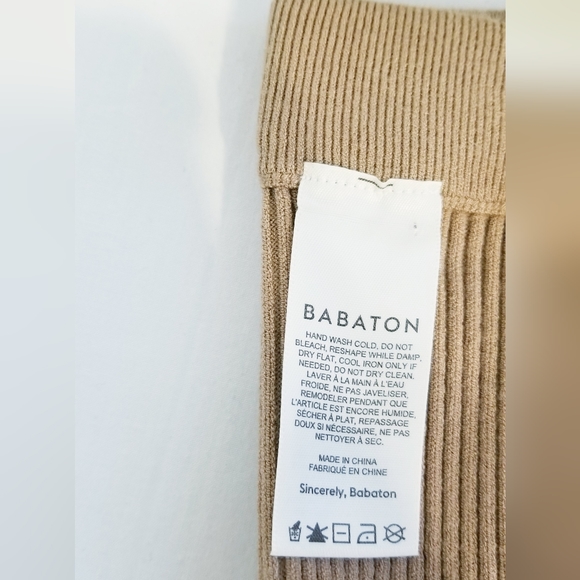 BABATON
HAND WASH COLD, DO NOT
BLEACH, RESHAPE WHILE DAMP,
DRY FLAT, COOL IRON ONLY IF
NEEDED, DO NOT DRY CLEAN.
LAVER À LA MAIN À L'EAU
FROIDE, NE PAS JAVELISER,
REMODELER PENDANT QUE
L'ARTICLE EST ENCORE HUMIDE,
SÉCHER À PLAT, REPASSAGE
DOUX SI NÉCESSAIRE, NE PAS
NETTOYER À SEC.
MADE IN CHINA
FABRIQUÉ EN CHINE
Sincerely, Babaton